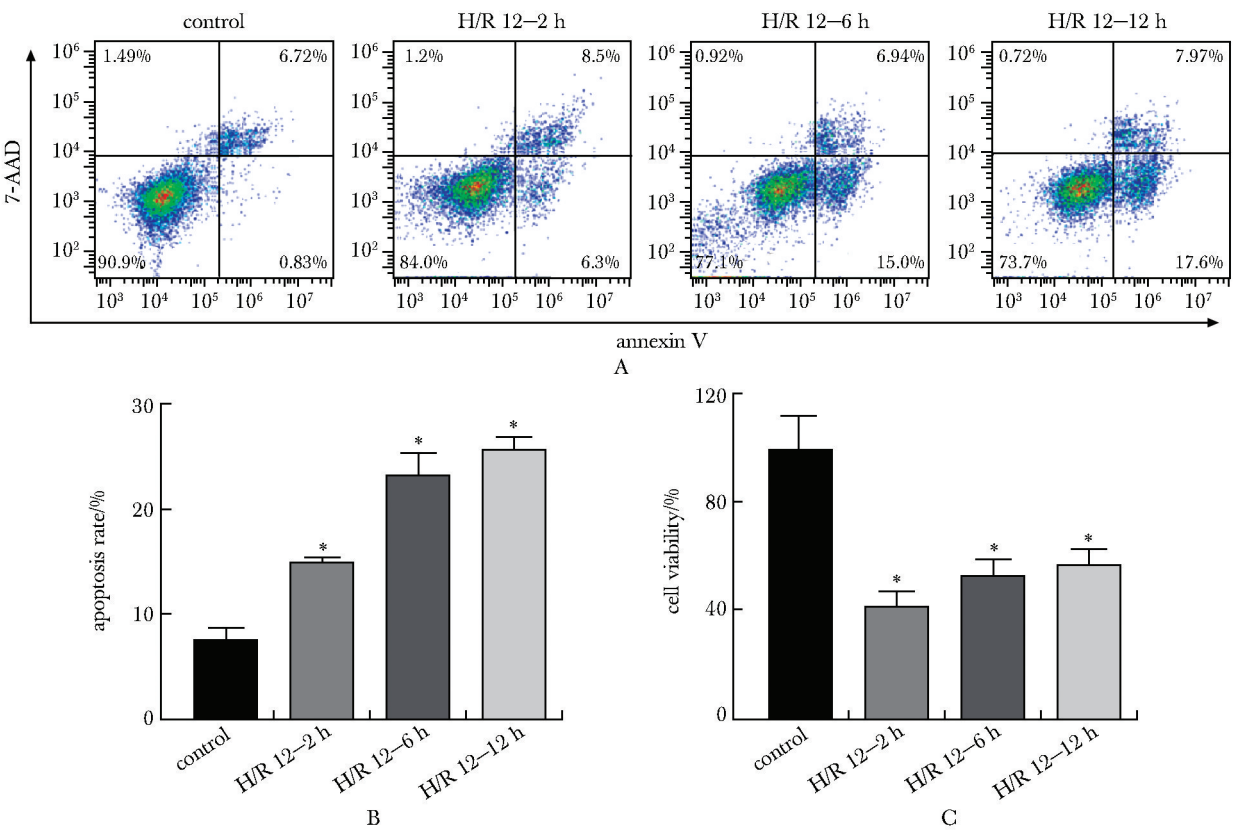 control H/R 12–2 h H/R 12–6 h H/R 12–12 h
10⁶ 1.49% 6.72% 10⁶ 1.2% 8.5% 10⁶ 0.92% 6.94% 10⁶ 0.72% 7.97%
10⁵ 10⁵ 10⁵ 10⁵
10⁴ 10⁴ 10⁴ 10⁴
7-AAD
10³ 10³ 10³ 10³
10² 10² 10² 10²
90.9% 0.83% 84.0% 6.3% 77.1% 15.0% 73.7% 17.6%
10³ 10⁴ 10⁵ 10⁶ 10⁷ 10³ 10⁴ 10⁵ 10⁶ 10⁷ 10³ 10⁴ 10⁵ 10⁶ 10⁷ 10³ 10⁴ 10⁵ 10⁶ 10⁷
annexin V
A
apoptosis rate/%
30
20
10
0
* * *
control H/R 12–2 h H/R 12–6 h H/R 12–12 h
B
cell viability/%
120
80
40
0
* * *
control H/R 12–2 h H/R 12–6 h H/R 12–12 h
C